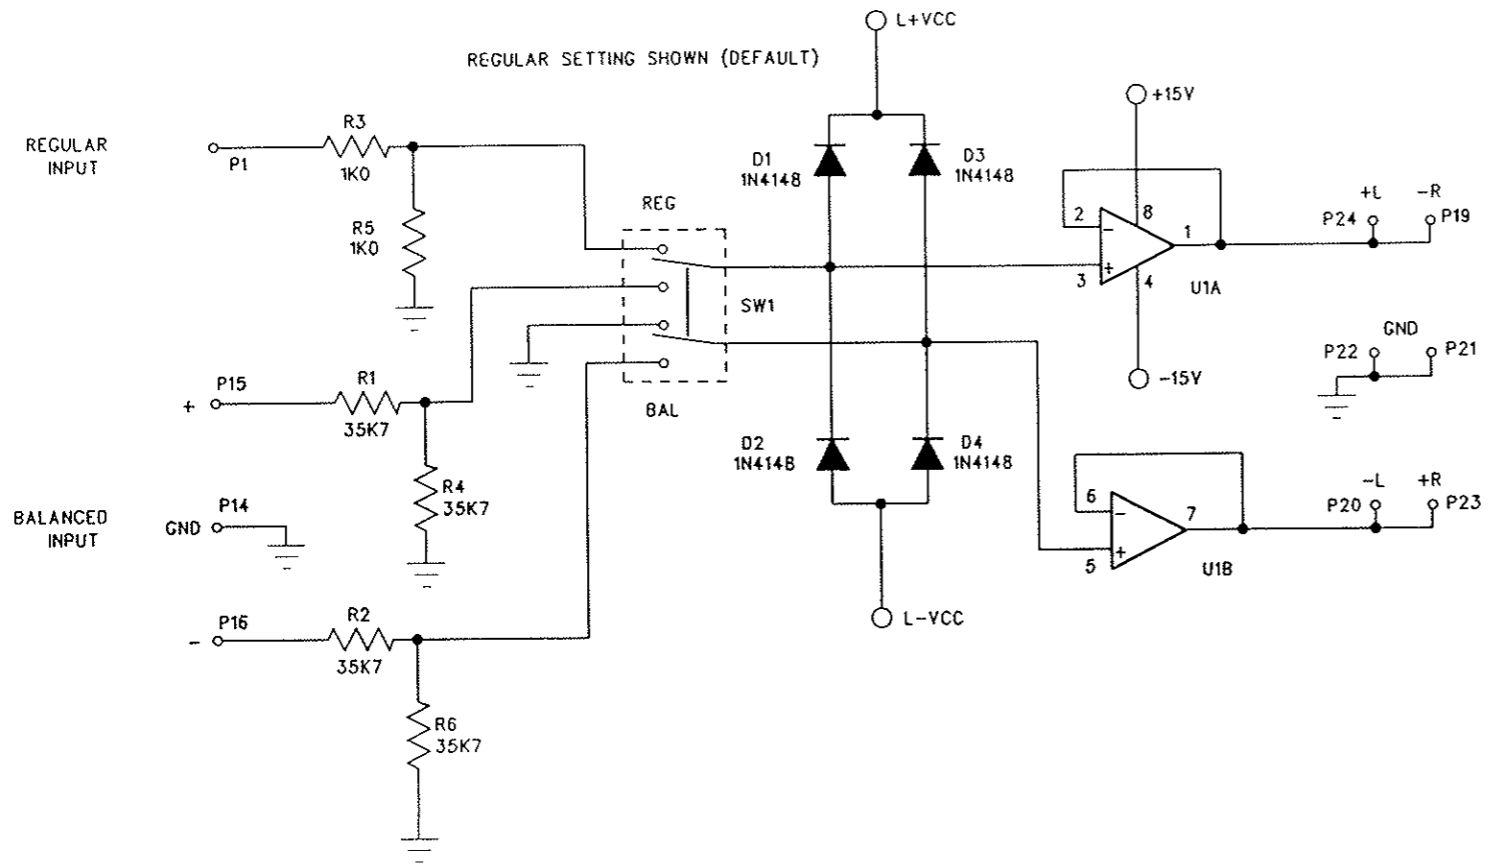 L+VCC
REGULAR SETTING SHOWN (DEFAULT)
+15V
REGULAR
INPUT
P1
R3
1K0
D1
1N4148
D3
1N4148
R5
1K0
REG
2
8
1
3
4
-
+
U1A
+L
-R
P24
P19
SW1
GND
P22
P21
-15V
BAL
+
P15
R1
35K7
D2
1N414B
D4
1N4148
R4
35K7
BALANCED
INPUT
GND
P14
6
7
5
-
+
U1B
-L
+R
P20
P23
-
P16
R2
35K7
L-VCC
R6
35K7